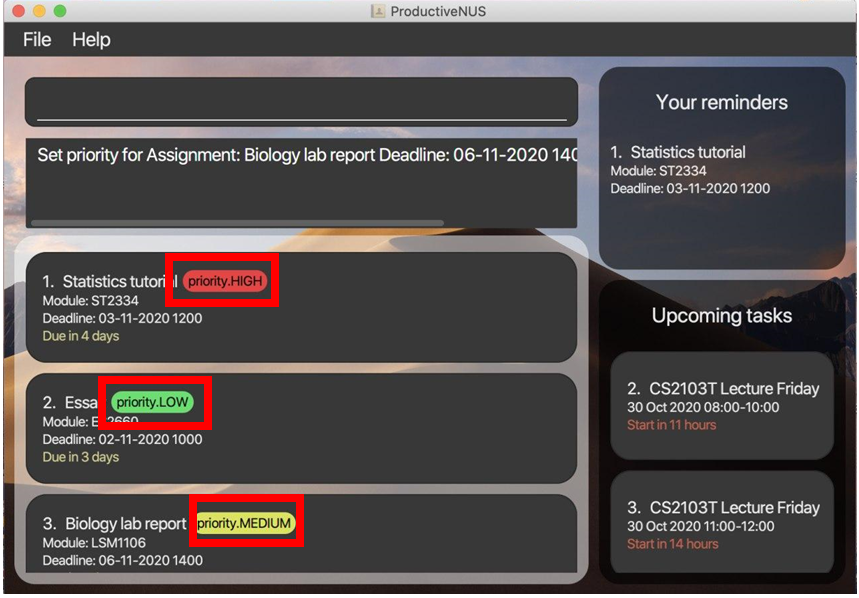 ProductiveNUS
File Help
Set priority for Assignment: Biology lab report Deadline: 06-11-2020
1. Statistics tutorial priority.HIGH
Module: ST2334
Deadline: 03-11-2020 1200
Due in 4 days
2. priority.LOW
Module:
Deadline: 02-11-2020 1000
Due in 3 days
3. Biology lab report priority.MEDIUM
Module: LSM1106
Deadline: 06-11-2020 1400
Your reminders
1. Statistics tutorial
Module: ST2334
Deadline: 03-11-2020 1200
Upcoming tasks
2. CS2103T Lecture Friday
30 Oct 2020 08:00-10:00
Start in 11 hours
3. CS2103T Lecture Friday
30 Oct 2020 11:00-12:00
Start in 14 hours